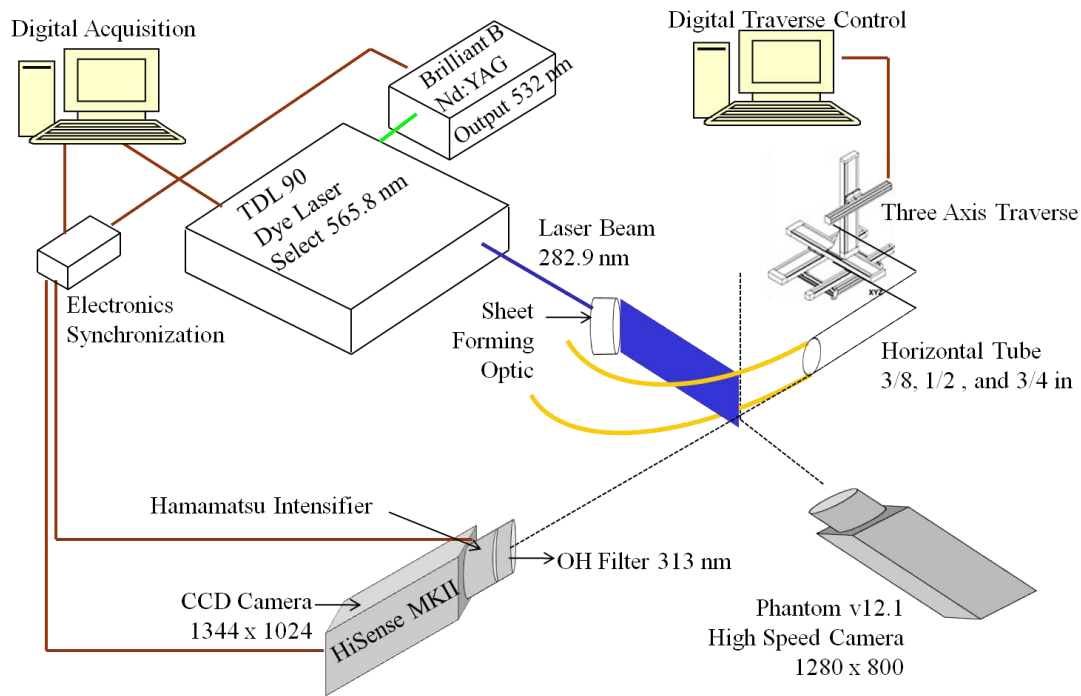 Digital Acquisition
Digital Traverse Control
Brilliant B
Nd:YAG
Output 532 nm
TDL 90
Dye Laser
Select 565.8 nm
Three Axis Traverse
XYZ
Laser Beam
282.9 nm
Electronics
Synchronization
Sheet
Forming
Optic
Horizontal Tube
3/8, 1/2 , and 3/4 in
Hamamatsu Intensifier
OH Filter 313 nm
CCD Camera
1344 x 1024
HiSense MKII
Phantom v12.1
High Speed Camera
1280 x 800